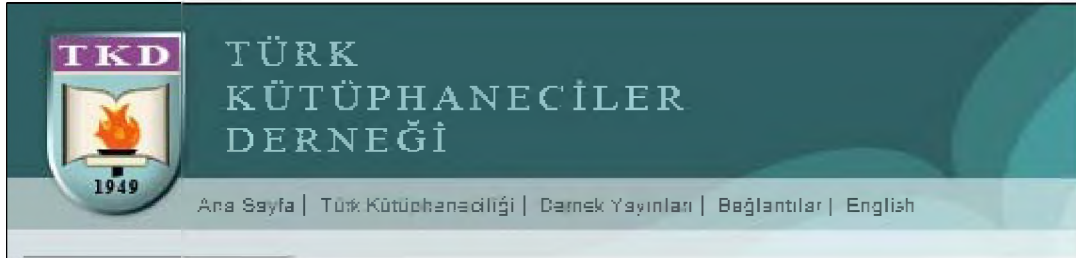 TKD
1949
TÜRK
KÜTÜPHANECİLER
DERNEĞİ
Ana Sayfa | Türk Kütüphaneciliği | Dernek Yayınları | Bağlantılar | English